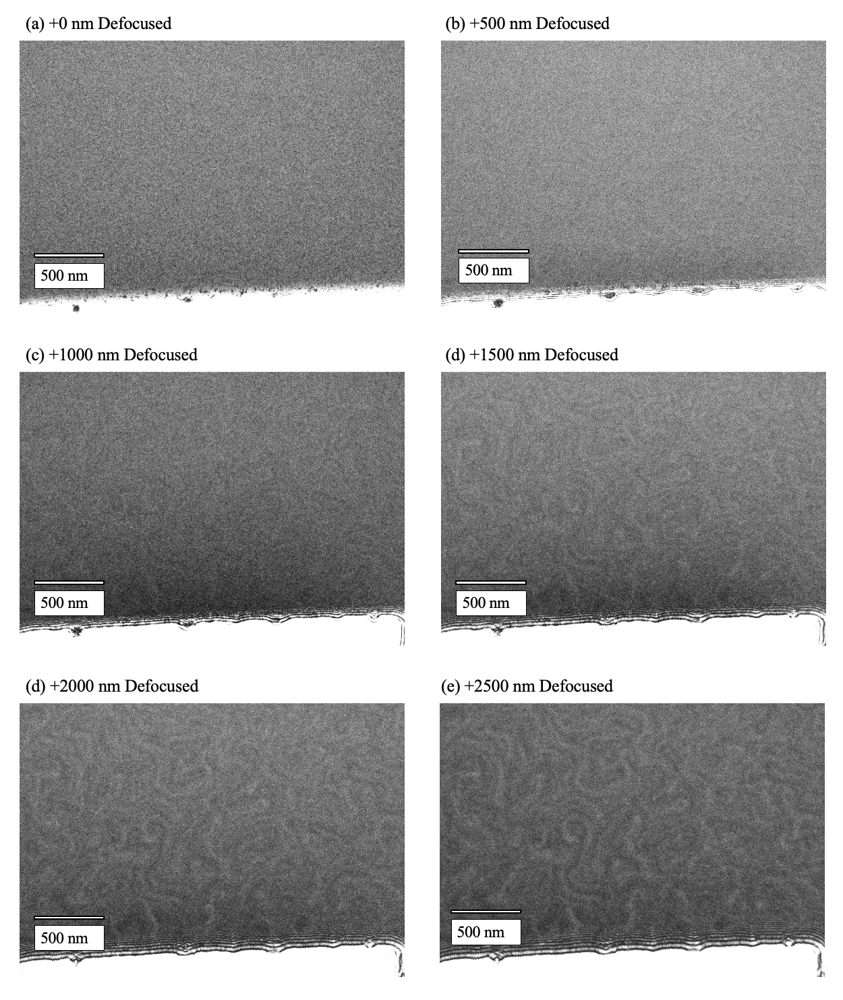 (a) +0 nm Defocused
(b) +500 nm Defocused
500 nm
500 nm
(c) +1000 nm Defocused
(d) +1500 nm Defocused
500 nm
500 nm
(d) +2000 nm Defocused
(e) +2500 nm Defocused
500 nm
500 nm